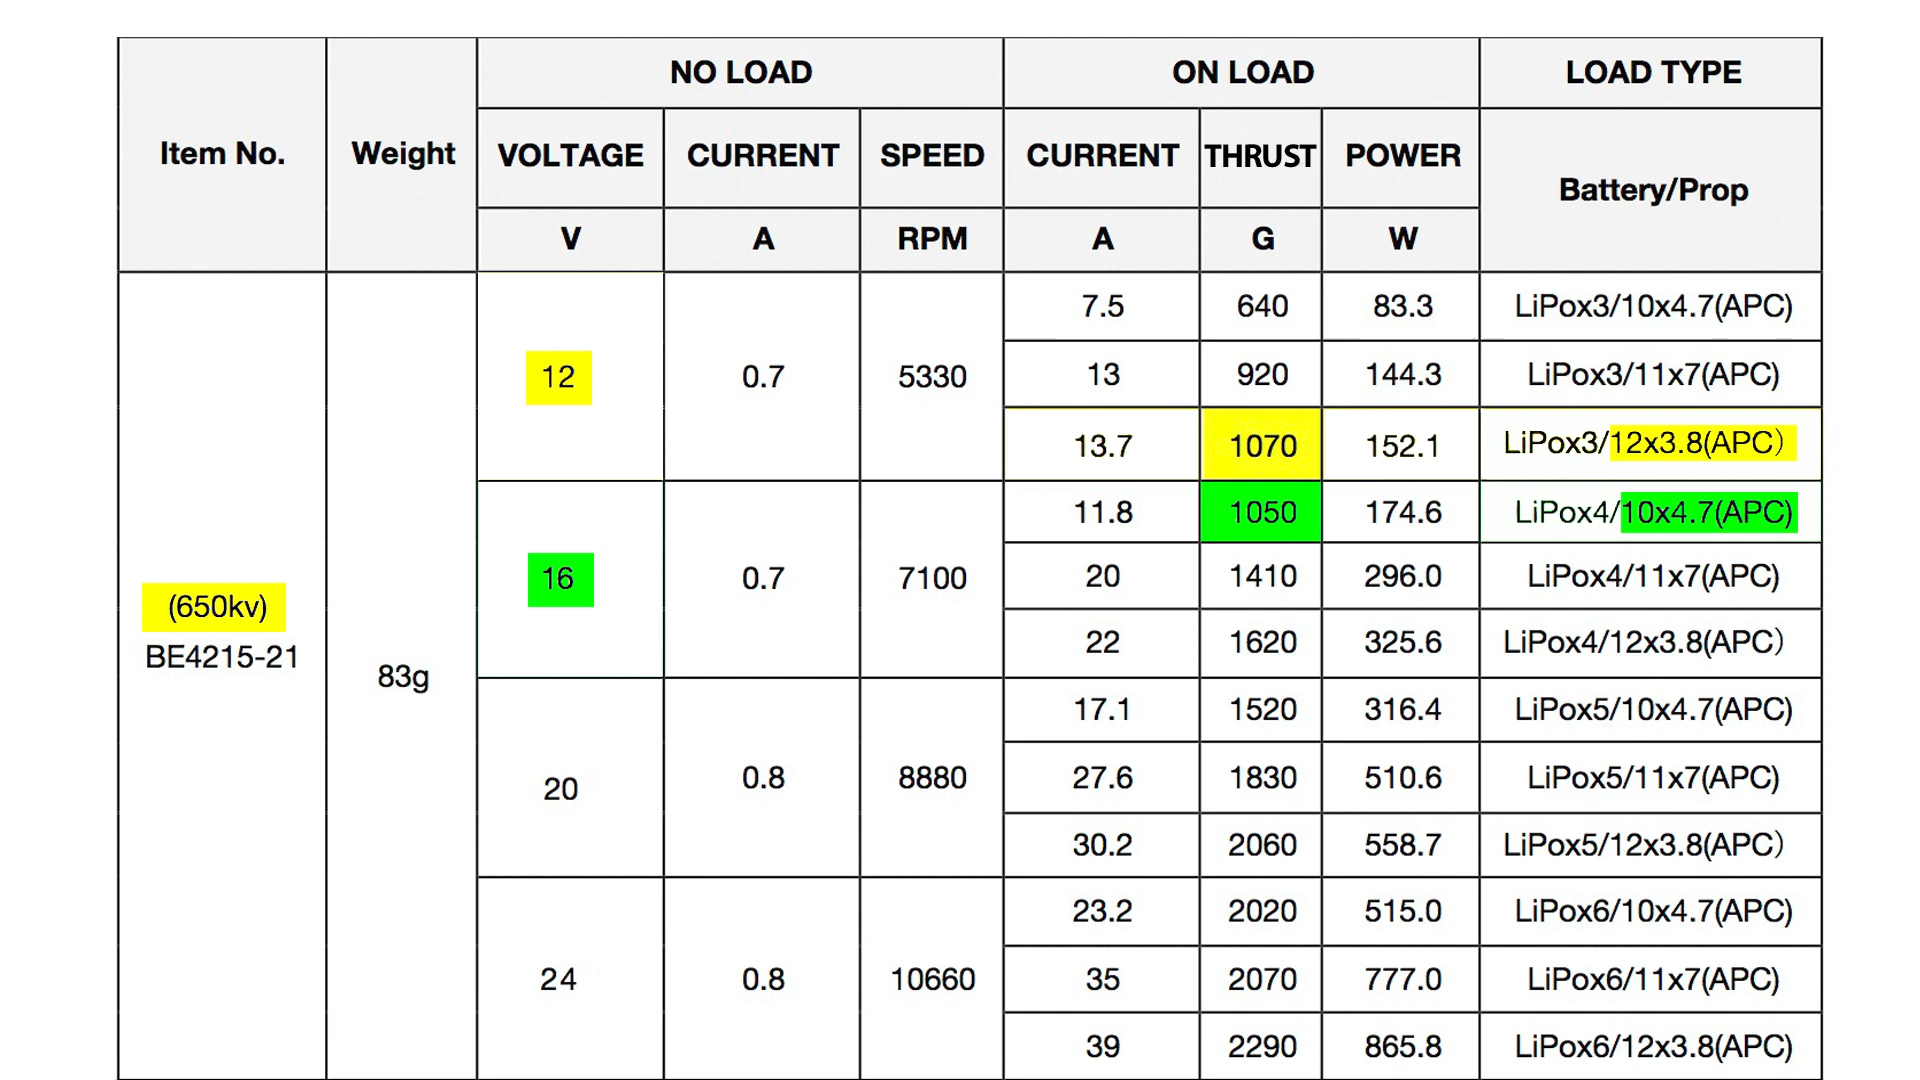 NO LOAD ON LOAD LOAD TYPE
Item No. Weight VOLTAGE CURRENT SPEED CURRENT THRUST POWER Battery/Prop
V A RPM A G W
(650kv)
BE4215-21
83g
12 0.7 5330
7.5 640 83.3 LiPox3/10x4.7(APC)
13 920 144.3 LiPox3/11x7(APC)
13.7 1070 152.1 LiPox3/12x3.8(APC）
16 0.7 7100
11.8 1050 174.6 LiPox4/10x4.7(APC)
20 1410 296.0 LiPox4/11x7(APC)
22 1620 325.6 LiPox4/12x3.8(APC）
20 0.8 8880
17.1 1520 316.4 LiPox5/10x4.7(APC)
27.6 1830 510.6 LiPox5/11x7(APC)
30.2 2060 558.7 LiPox5/12x3.8(APC）
24 0.8 10660
23.2 2020 515.0 LiPox6/10x4.7(APC)
35 2070 777.0 LiPox6/11x7(APC)
39 2290 865.8 LiPox6/12x3.8(APC)